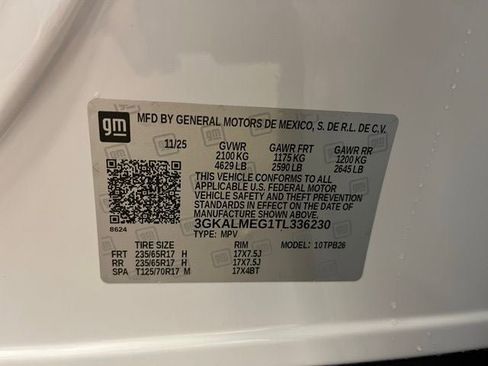 gm
MFD BY GENERAL MOTORS DE MEXICO, S. DE R.L. DE C.V.
11/25 GVWR GAWR FRT GAWR RR
2100 KG 1175 KG 1200 KG
4629 LB 2590 LB 2645 LB
THIS VEHICLE CONFORMS TO ALL
APPLICABLE U.S. FEDERAL MOTOR
VEHICLE SAFETY, BUMPER, AND THEFT
PREVENTION STANDARDS IN EFFECT ON
THE DATE OF MANUFACTURE SHOWN ABOVE.
3GKALMEG1TL336230
8624 TYPE: MPV MODEL: 10TPB26
TIRE SIZE RIM
FRT 235/65R17 H 17X7.5J
RR 235/65R17 H 17X7.5J
SPA T125/70R17 M 17X4BT